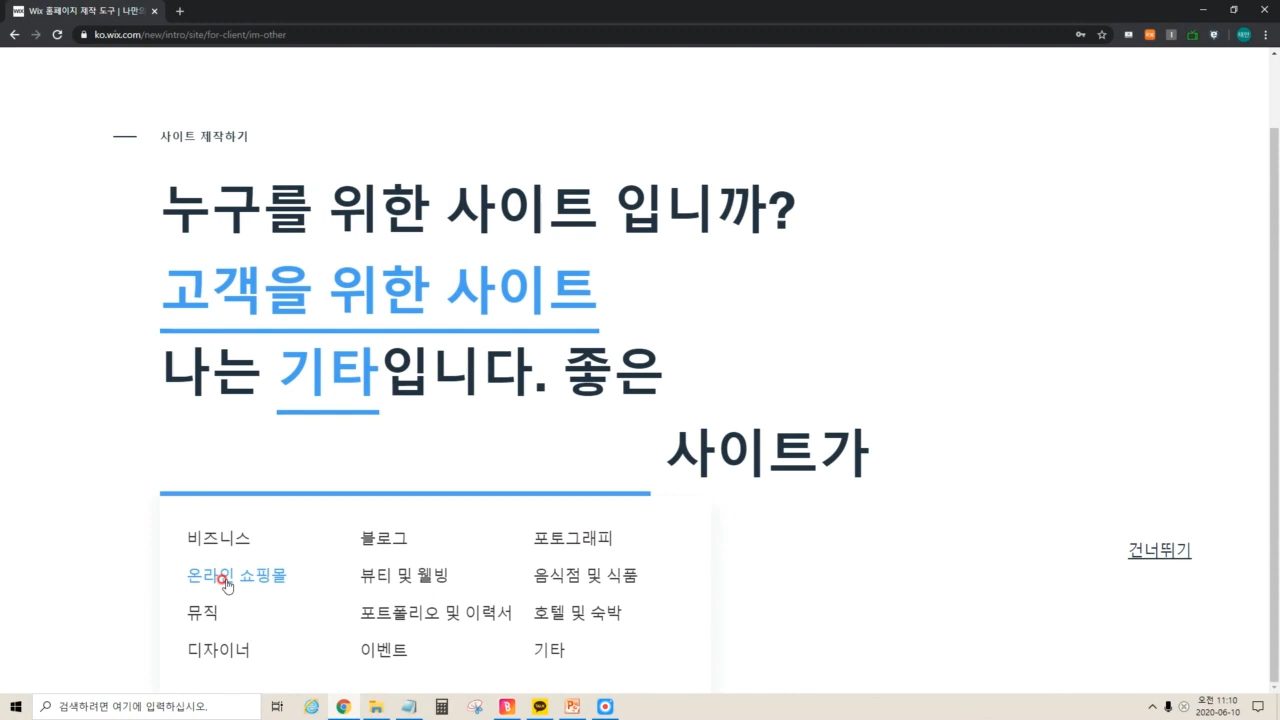 Wix 홈페이지 제작 도구 | 나만의
ko.wix.com/new/intro/site/for-client/im-other
사이트 제작하기
누구를 위한 사이트 입니까?
고객을 위한 사이트
나는 기타입니다. 좋은
사이트가
비즈니스 블로그 포토그래피
온라인 쇼핑몰 뷰티 및 웰빙 음식점 및 식품
뮤직 포트폴리오 및 이력서 호텔 및 숙박
디자이너 이벤트 기타
건너뛰기
검색하려면 여기에 입력하십시오.
오전 11:10
2020-06-10